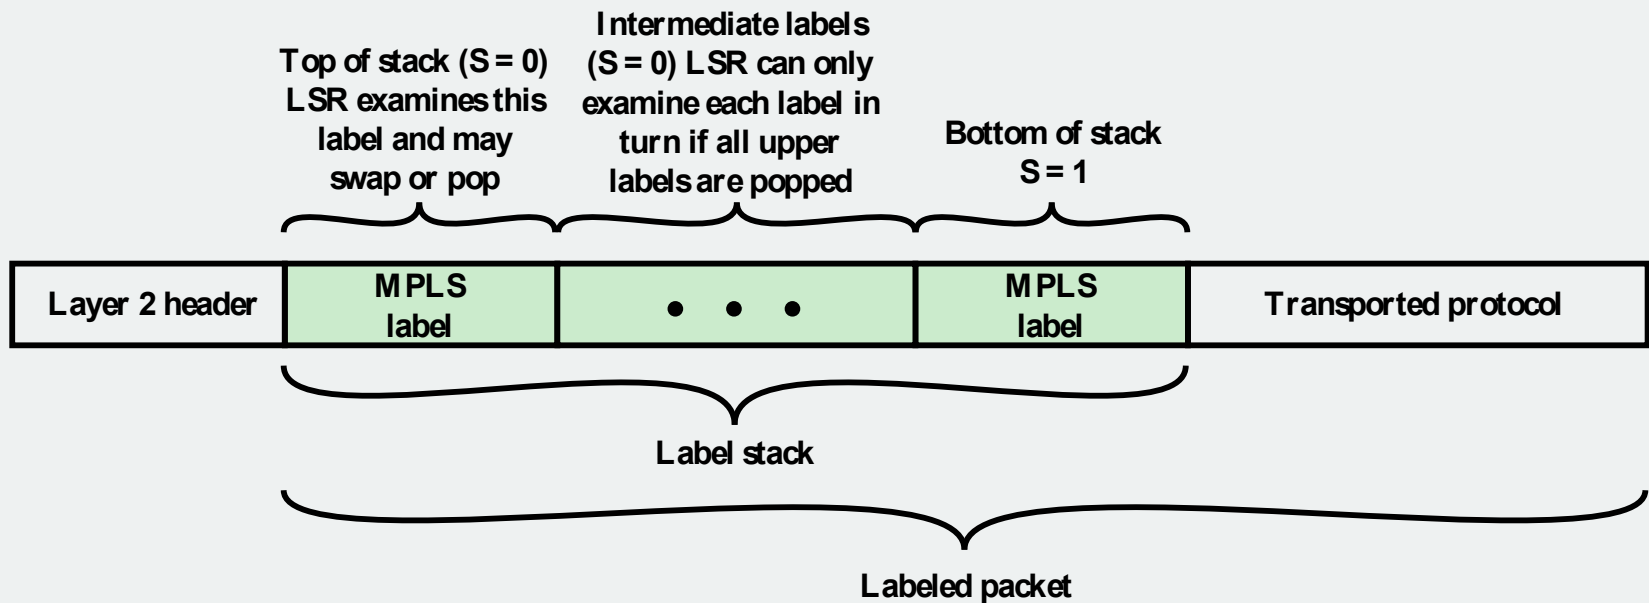 Top of stack (S = 0)
LSR examines this
label and may
swap or pop
Intermediate labels
(S = 0) LSR can only
examine each label in
turn if all upper
labels are popped
Bottom of stack
S = 1
Layer 2 header
MPLS
label
• • •
MPLS
label
Transported protocol
Label stack
Labeled packet